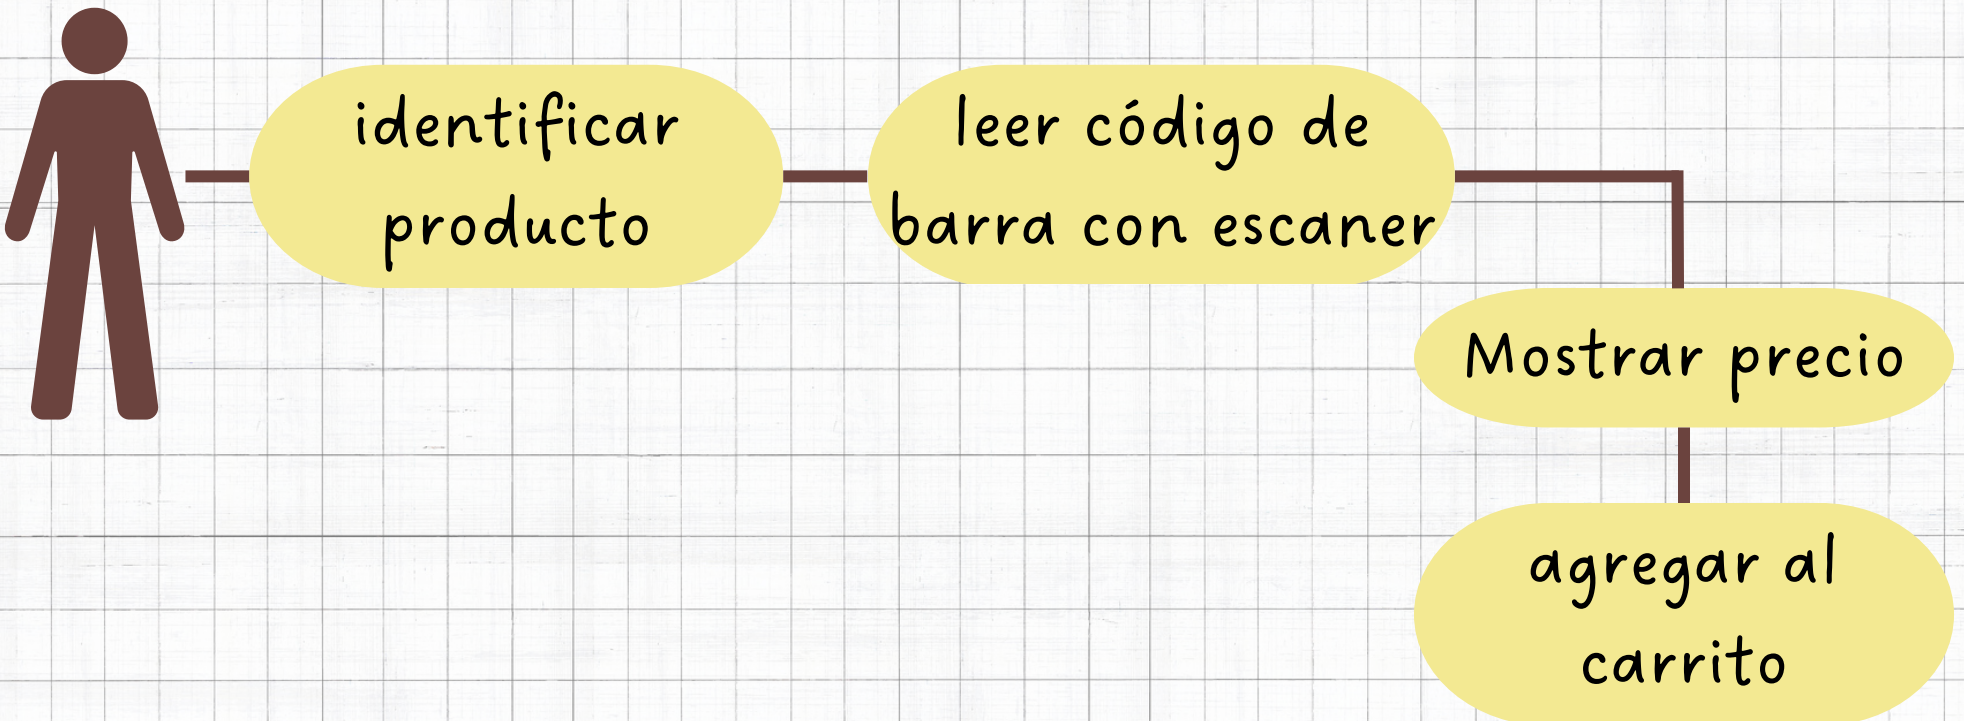 identificar
producto
leer código de
barra con escaner
Mostrar precio
agregar al
carrito